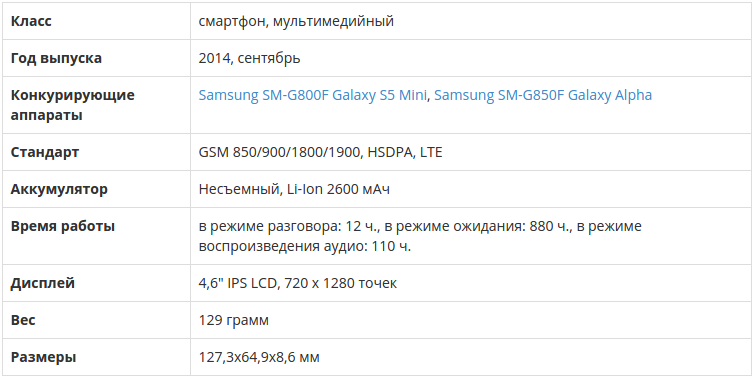 Класс смартфон, мультимедийный
Год выпуска 2014, сентябрь
Конкурирующие аппараты Samsung SM-G800F Galaxy S5 Mini, Samsung SM-G850F Galaxy Alpha
Стандарт GSM 850/900/1800/1900, HSDPA, LTE
Аккумулятор Несъемный, Li-Ion 2600 мАч
Время работы в режиме разговора: 12 ч., в режиме ожидания: 880 ч., в режиме
воспроизведения аудио: 110 ч.
Дисплей 4,6" IPS LCD, 720 x 1280 точек
Вес 129 грамм
Размеры 127,3x64,9x8,6 мм